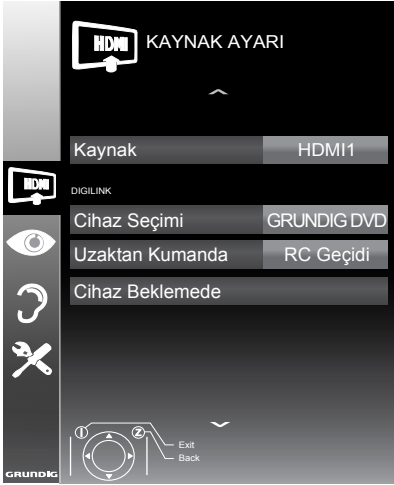 HDMI KAYNAK AYARI
Kaynak HDMI1
HDMI
DIGILINK
Cihaz Seçimi GRUNDIG DVD
Uzaktan Kumanda RC Geçidi
Cihaz Beklemede
I Z
Exit
Back
GRUNDIG